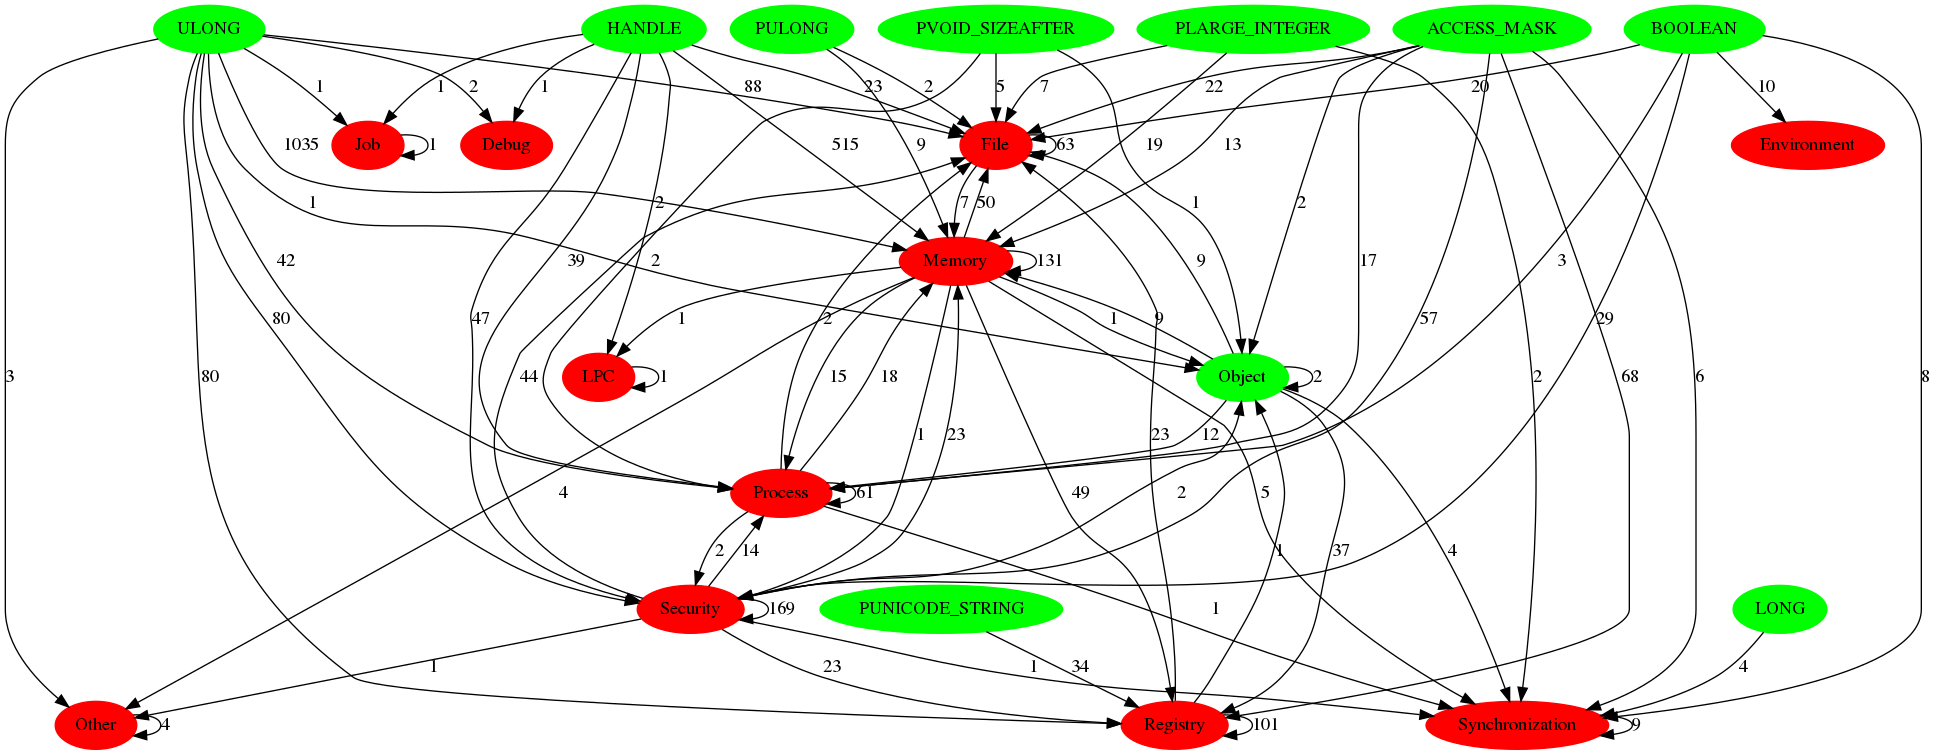 ULONG HANDLE PULONG PVOID_SIZEAFTER PLARGE_INTEGER ACCESS_MASK BOOLEAN
1 1 2 1 88 23 2 5 7 22 20 10
Job 1 Debug File 63 Environment
1035 515 9 19 13
1 2 7 50 1 2
Memory 131 9 17 3
42 80 47 39 2 2 1 15 18 1 9 57 29
3 80 44 LPC 1 Object 2 2 68 6 8
1 23 23 12
4 Process 61 49 2 5
2 14 1 37 4
Security 169 PUNICODE_STRING 1 LONG
1 23 34 1 4
Other 4 Registry 101 Synchronization 9